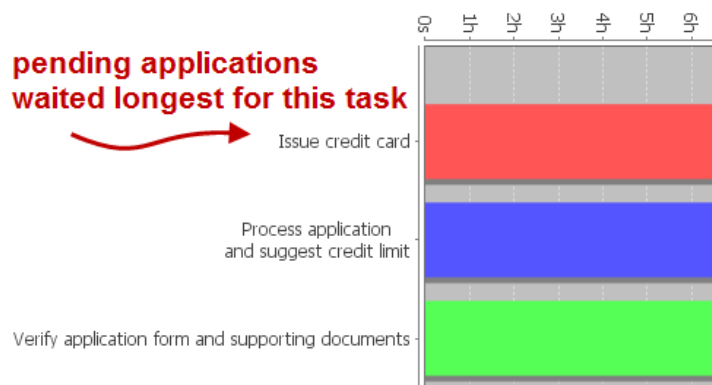 0s 1h 2h 3h 4h 5h 6h
pending applications
waited longest for this task
Issue credit card
Process application
and suggest credit limit
Verify application form and supporting documents